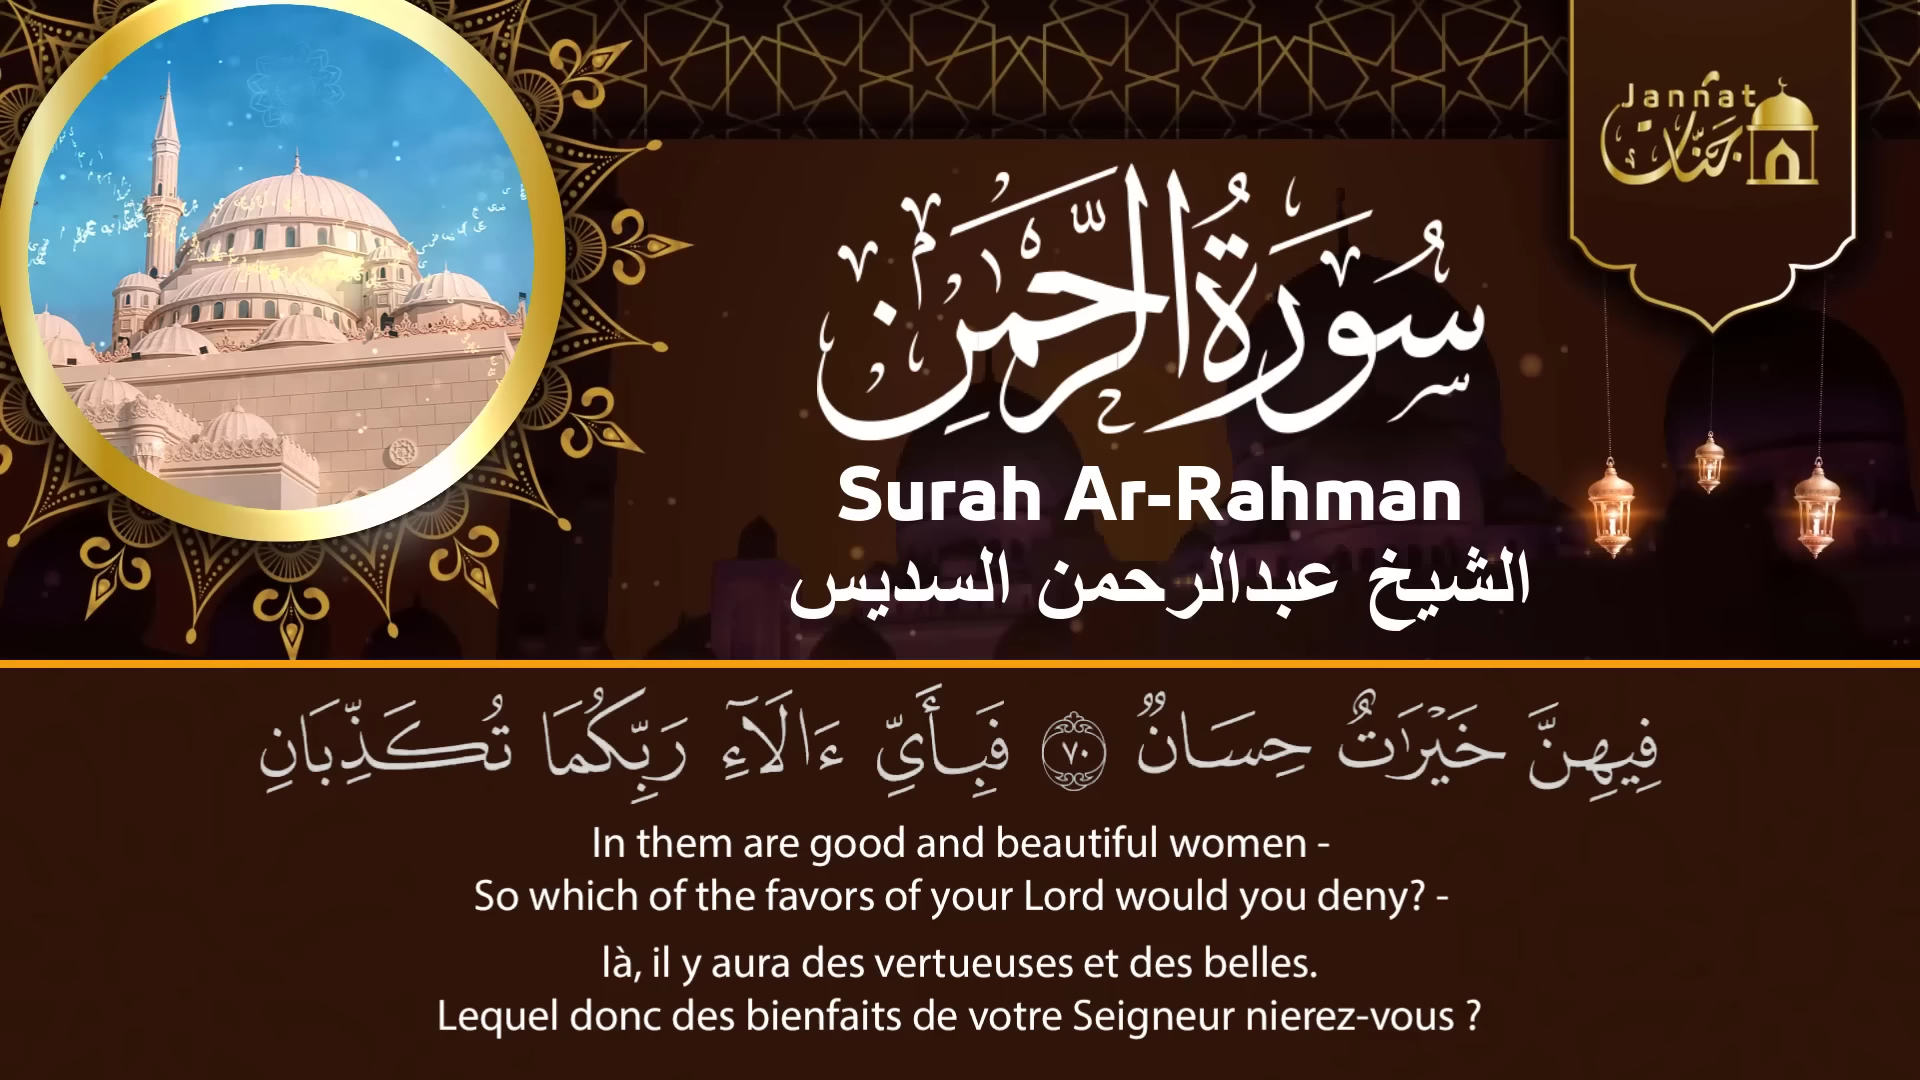 Jannat
جنات
سُورَةُ الرَّحْمَٰنِ
Surah Ar-Rahman
الشيخ عبدالرحمن السديس
فِيهِنَّ خَيْرَٰتٌ حِسَانٌ ۝٧٠ فَبِأَيِّ ءَالَآءِ رَبِّكُمَا تُكَذِّبَانِ
In them are good and beautiful women -
So which of the favors of your Lord would you deny? -
là, il y aura des vertueuses et des belles.
Lequel donc des bienfaits de votre Seigneur nierez-vous ?